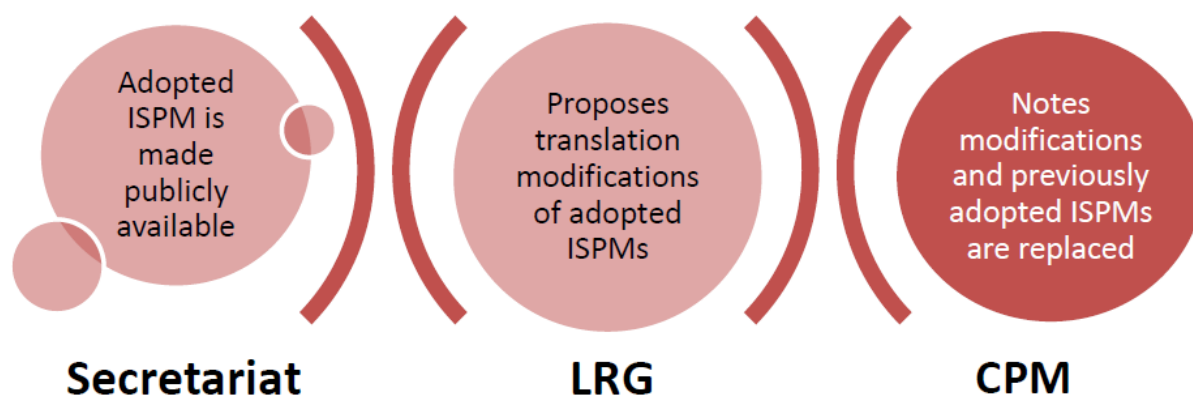 Adopted
ISPM is
made
publicly
available
Proposes
translation
modifications
of adopted
ISPMs
Notes
modifications
and previously
adopted ISPMs
are replaced
Secretariat
LRG
CPM